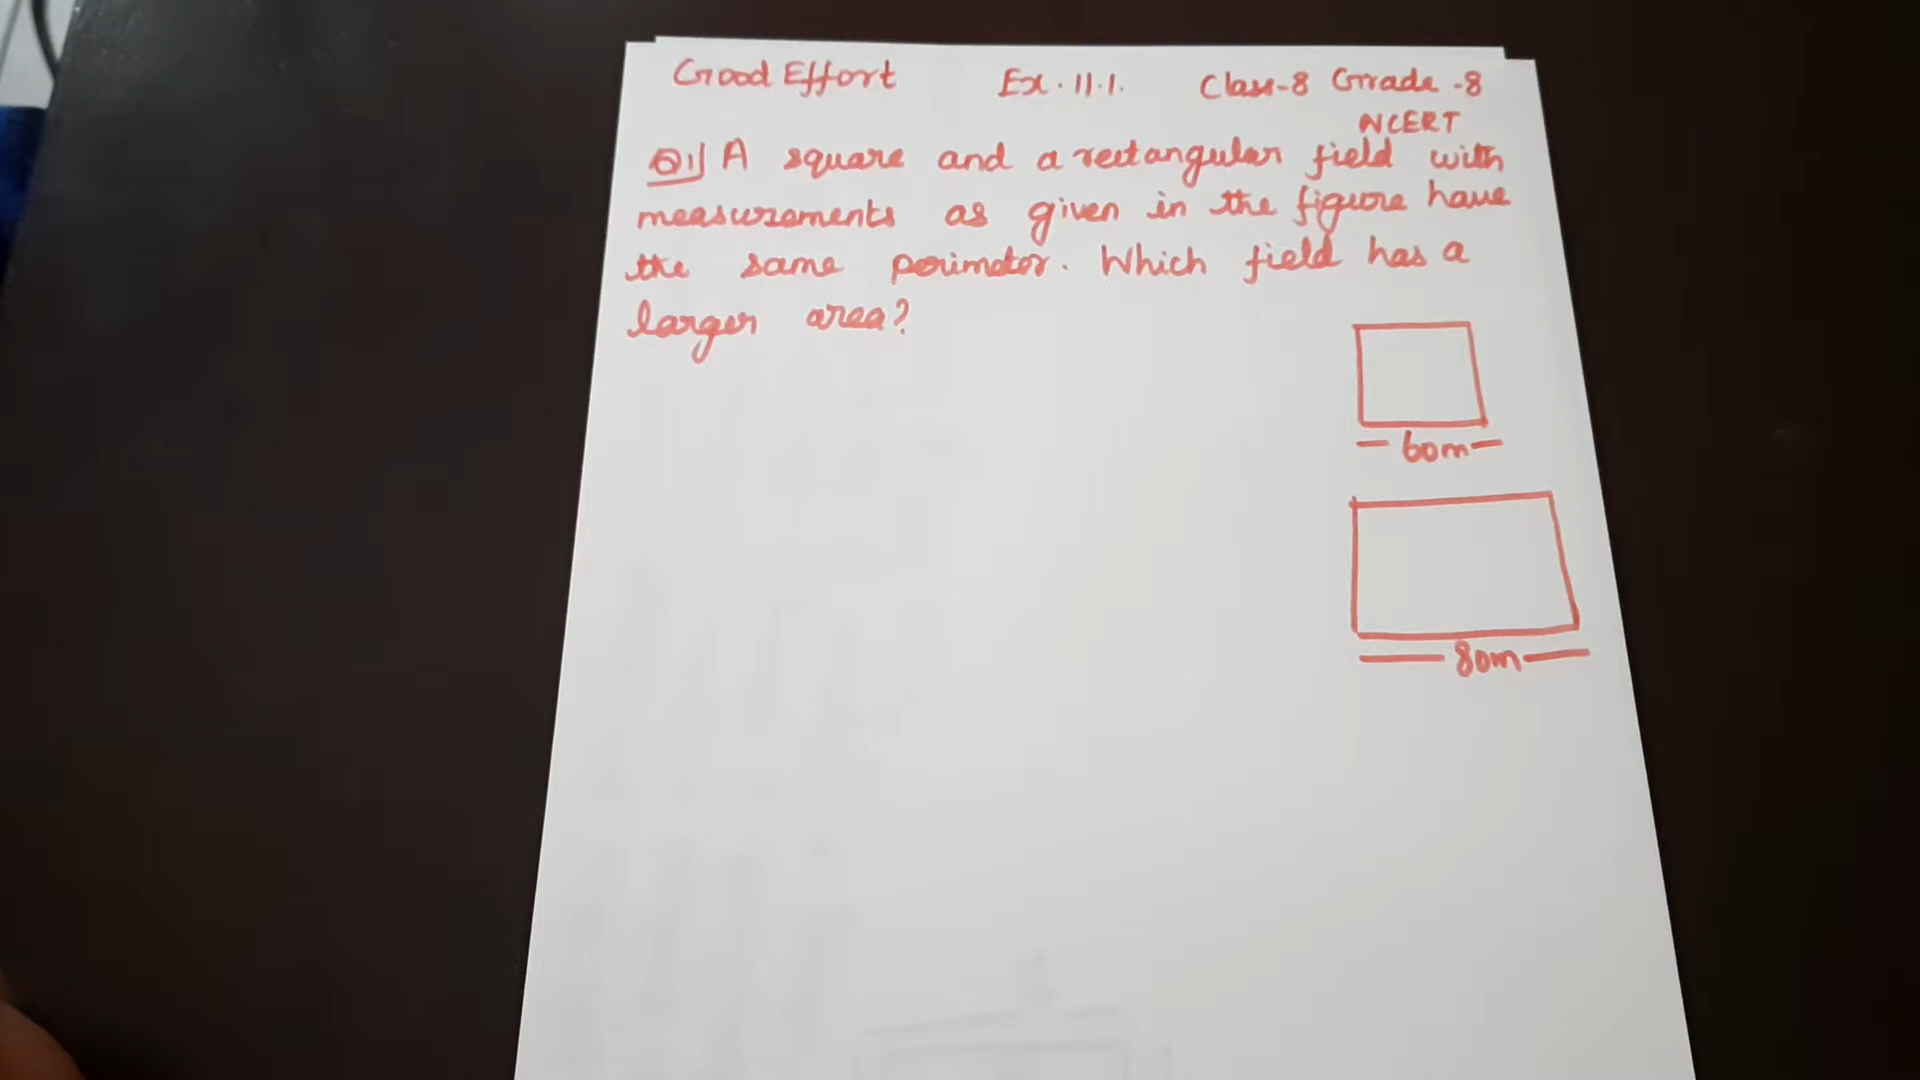 Good Effort Ex. 11.1. Class-8 Grade -8
NCERT
Q1) A square and a rectangular field with
measurements as given in the figure have
the same perimeter. Which field has a
larger area?
60m
80m